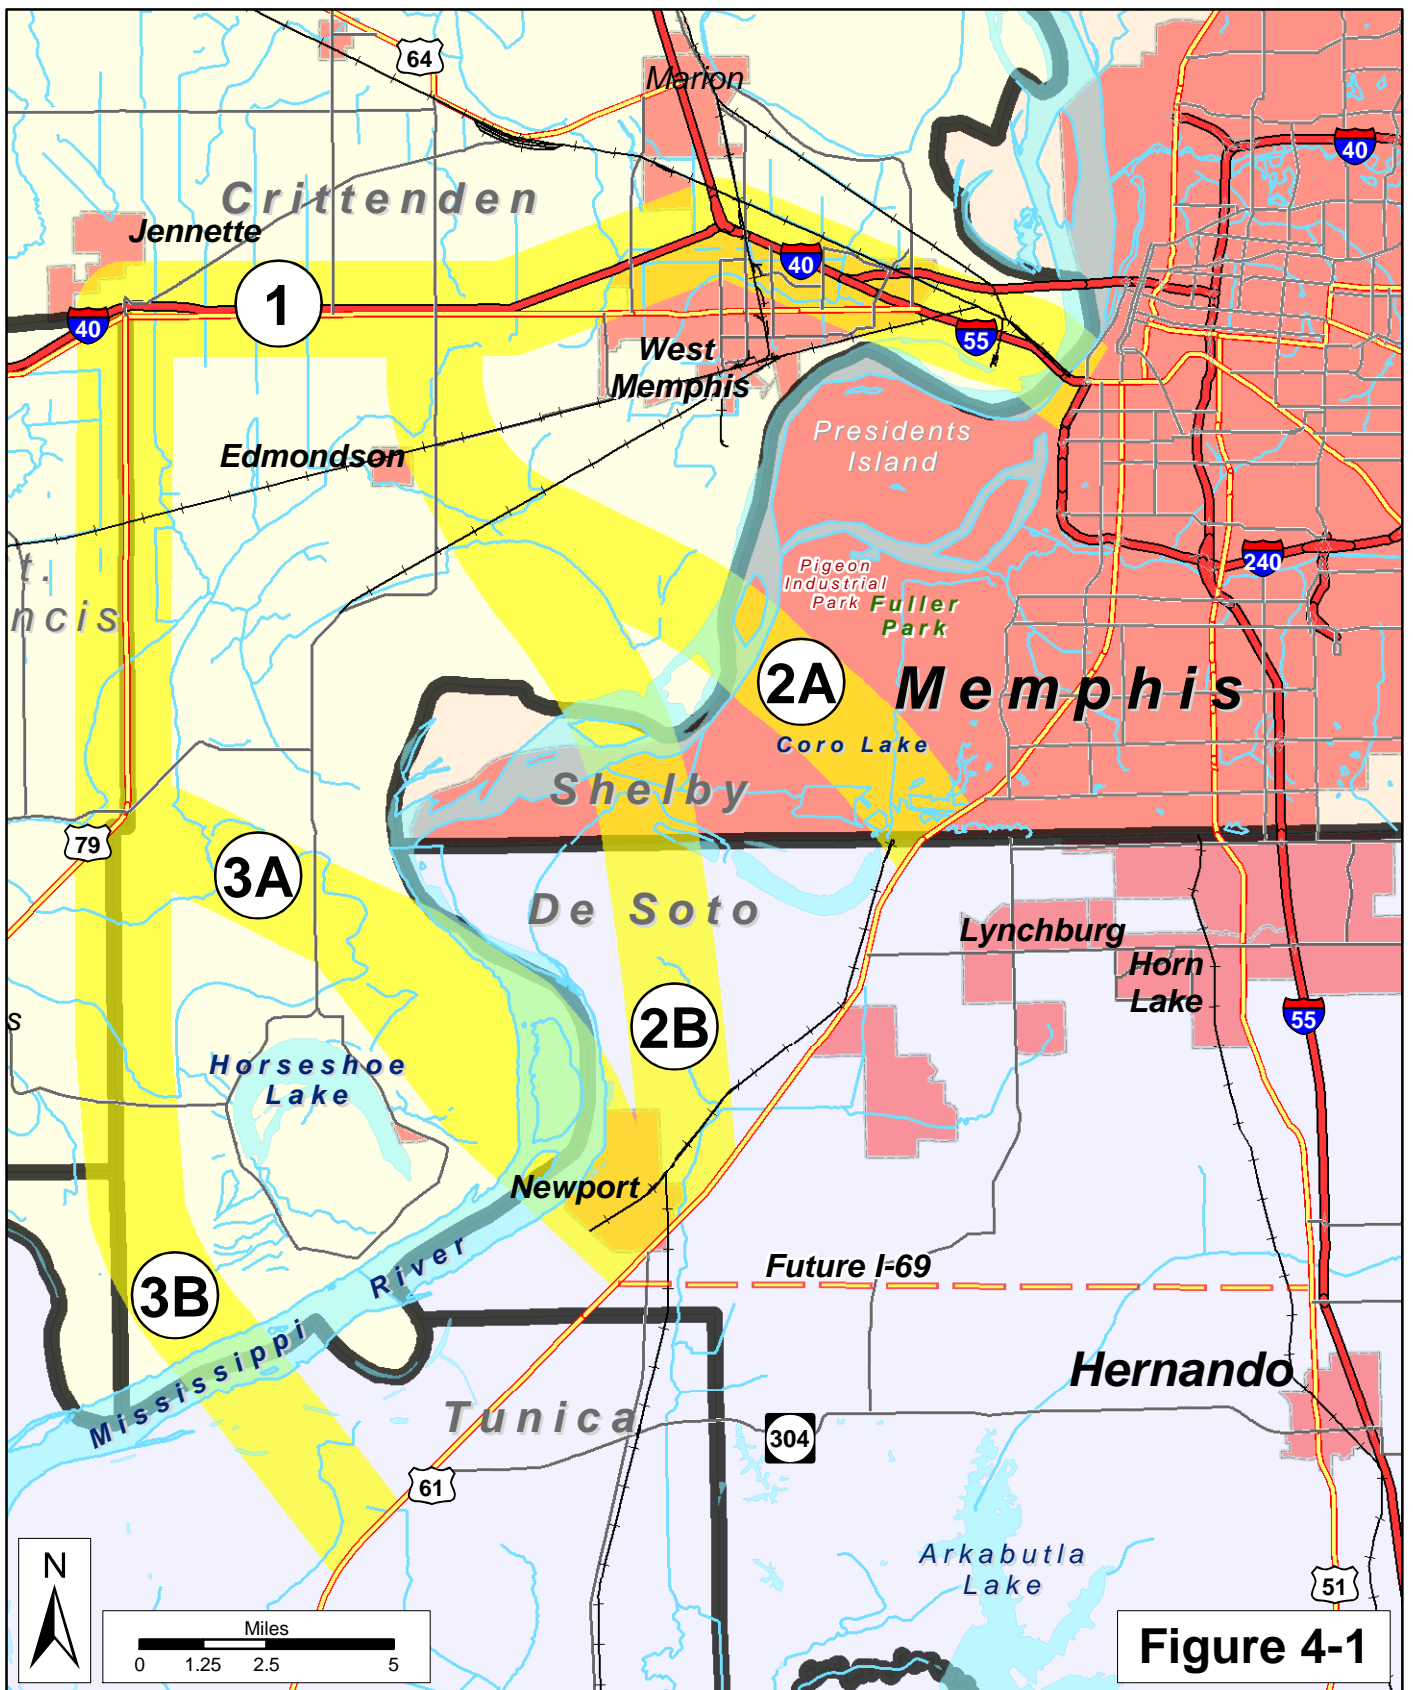 64
Marion
40
Crittenden
Jennette
40
1
40
55
West
Memphis
Presidents
Island
Edmondson
t.
ncis
Pigeon
Industrial
Park
Fuller
Park
240
2A
Memphis
Coro Lake
Shelby
79
3A
De Soto
Lynchburg
Horn
Lake
s
2B
55
Horseshoe
Lake
Newport
Future I-69
3B
Mississippi River
Hernando
Tunica
304
61
Arkabutla
Lake
51
N
Miles
0 1.25 2.5 5
Figure 4-1